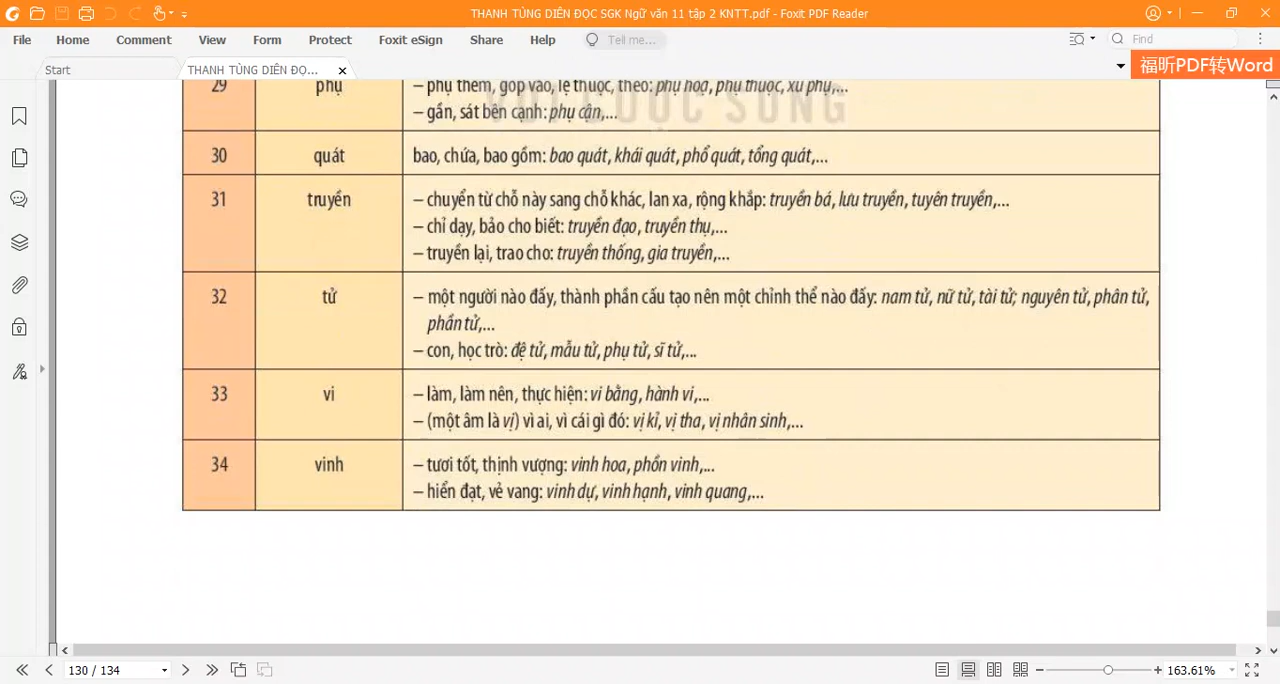 THANH TÙNG DIÊN ĐỌC SGK Ngữ văn 11 tập 2 KNTT.pdf - Foxit PDF Reader
File Home Comment View Form Protect Foxit eSign Share Help Tell me... Find
Start THANH TÙNG DIÊN ĐỌ... 福昕PDF转Word
29 phụ – phụ thêm, góp vào, lệ thuộc, theo: phụ hoạ, phụ thuộc, xu phụ,...
– gần, sát bên cạnh: phụ cận,...
VỚI CUỘC SỐNG
30 quát bao, chứa, bao gồm: bao quát, khái quát, phổ quát, tổng quát,...
31 truyền – chuyển từ chỗ này sang chỗ khác, lan xa, rộng khắp: truyền bá, lưu truyền, tuyên truyền,...
– chỉ dạy, bảo cho biết: truyền đạo, truyền thụ,...
– truyền lại, trao cho: truyền thống, gia truyền,...
32 tử – một người nào đấy, thành phần cấu tạo nên một chỉnh thể nào đấy: nam tử, nữ tử, tài tử; nguyên tử, phân tử,
phần tử,...
– con, học trò: đệ tử, mẫu tử, phụ tử, sĩ tử,...
33 vi – làm, làm nên, thực hiện: vi bằng, hành vi,...
– (một âm là vị) vì ai, vì cái gì đó: vị kỉ, vị tha, vị nhân sinh,...
34 vinh – tươi tốt, thịnh vượng: vinh hoa, phồn vinh,...
– hiển đạt, vẻ vang: vinh dự, vinh hạnh, vinh quang,...
130 / 134 163.61%